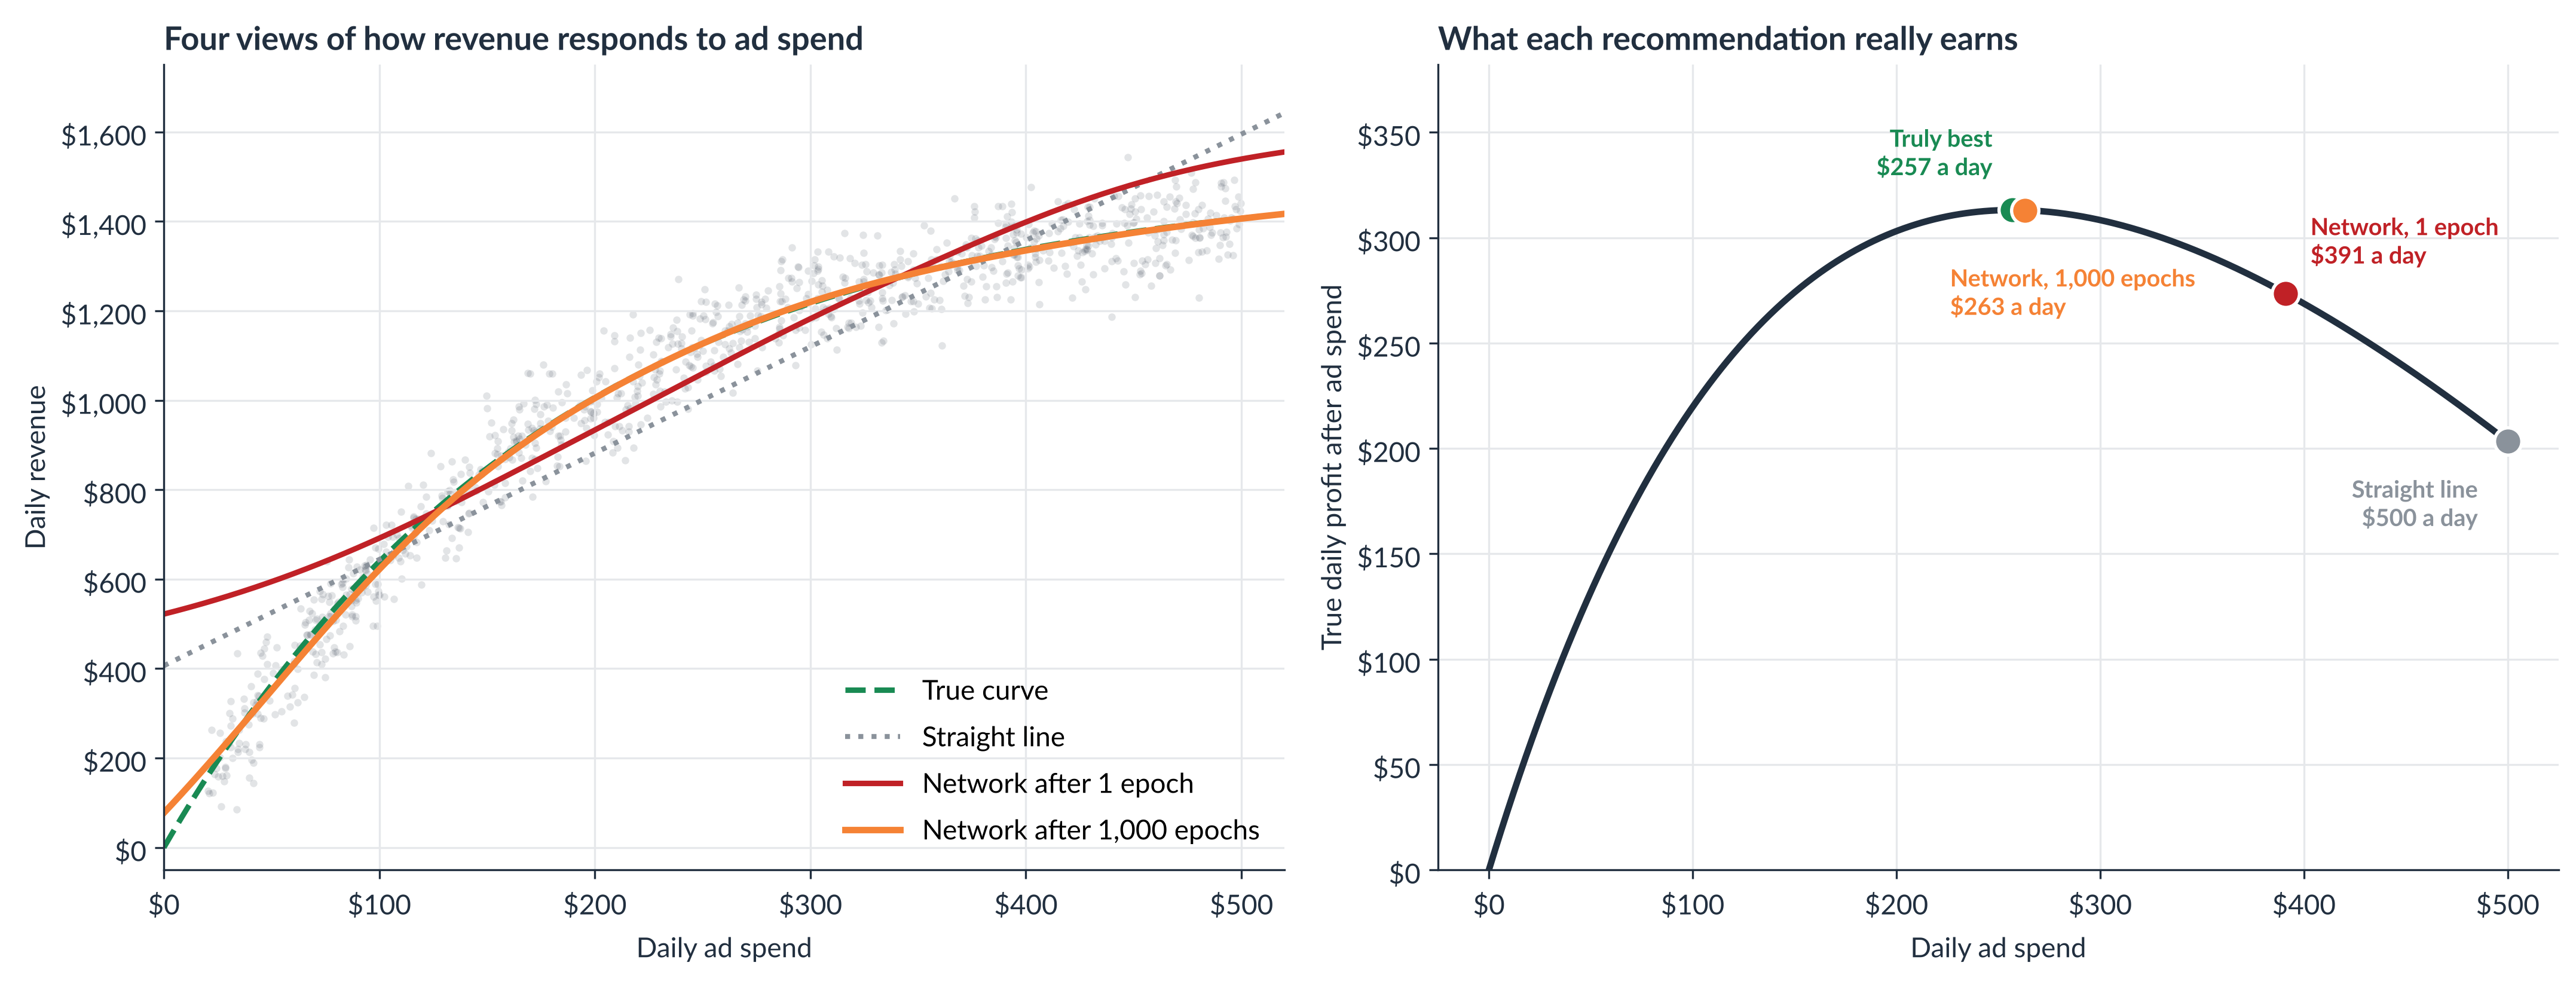 Four views of how revenue responds to ad spend
Daily revenue
$1,600
$1,400
$1,200
$1,000
$800
$600
$400
$200
$0
True curve
Straight line
Network after 1 epoch
Network after 1,000 epochs
$0
$100
$200
$300
$400
$500
Daily ad spend
What each recommendation really earns
True daily profit after ad spend
$350
$300
$250
$200
$150
$100
$50
$0
Truly best
$257 a day
Network, 1 epoch
$391 a day
Network, 1,000 epochs
$263 a day
Straight line
$500 a day
$0
$100
$200
$300
$400
$500
Daily ad spend